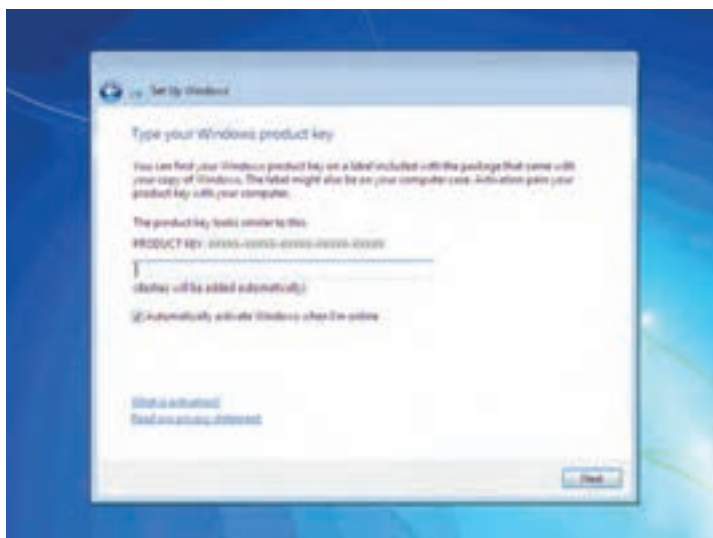 Set Up Windows
Type your Windows product key
You can find your Windows product key on a label included with the package that came with
your copy of Windows. The label might also be on your computer case. Activation pairs your
product key with your computer.
The product key looks similar to this:
PRODUCT KEY: XXXXX-XXXXX-XXXXX-XXXXX-XXXXX
(dashes will be added automatically)
Automatically activate Windows when I'm online
What is activation?
Read our privacy statement